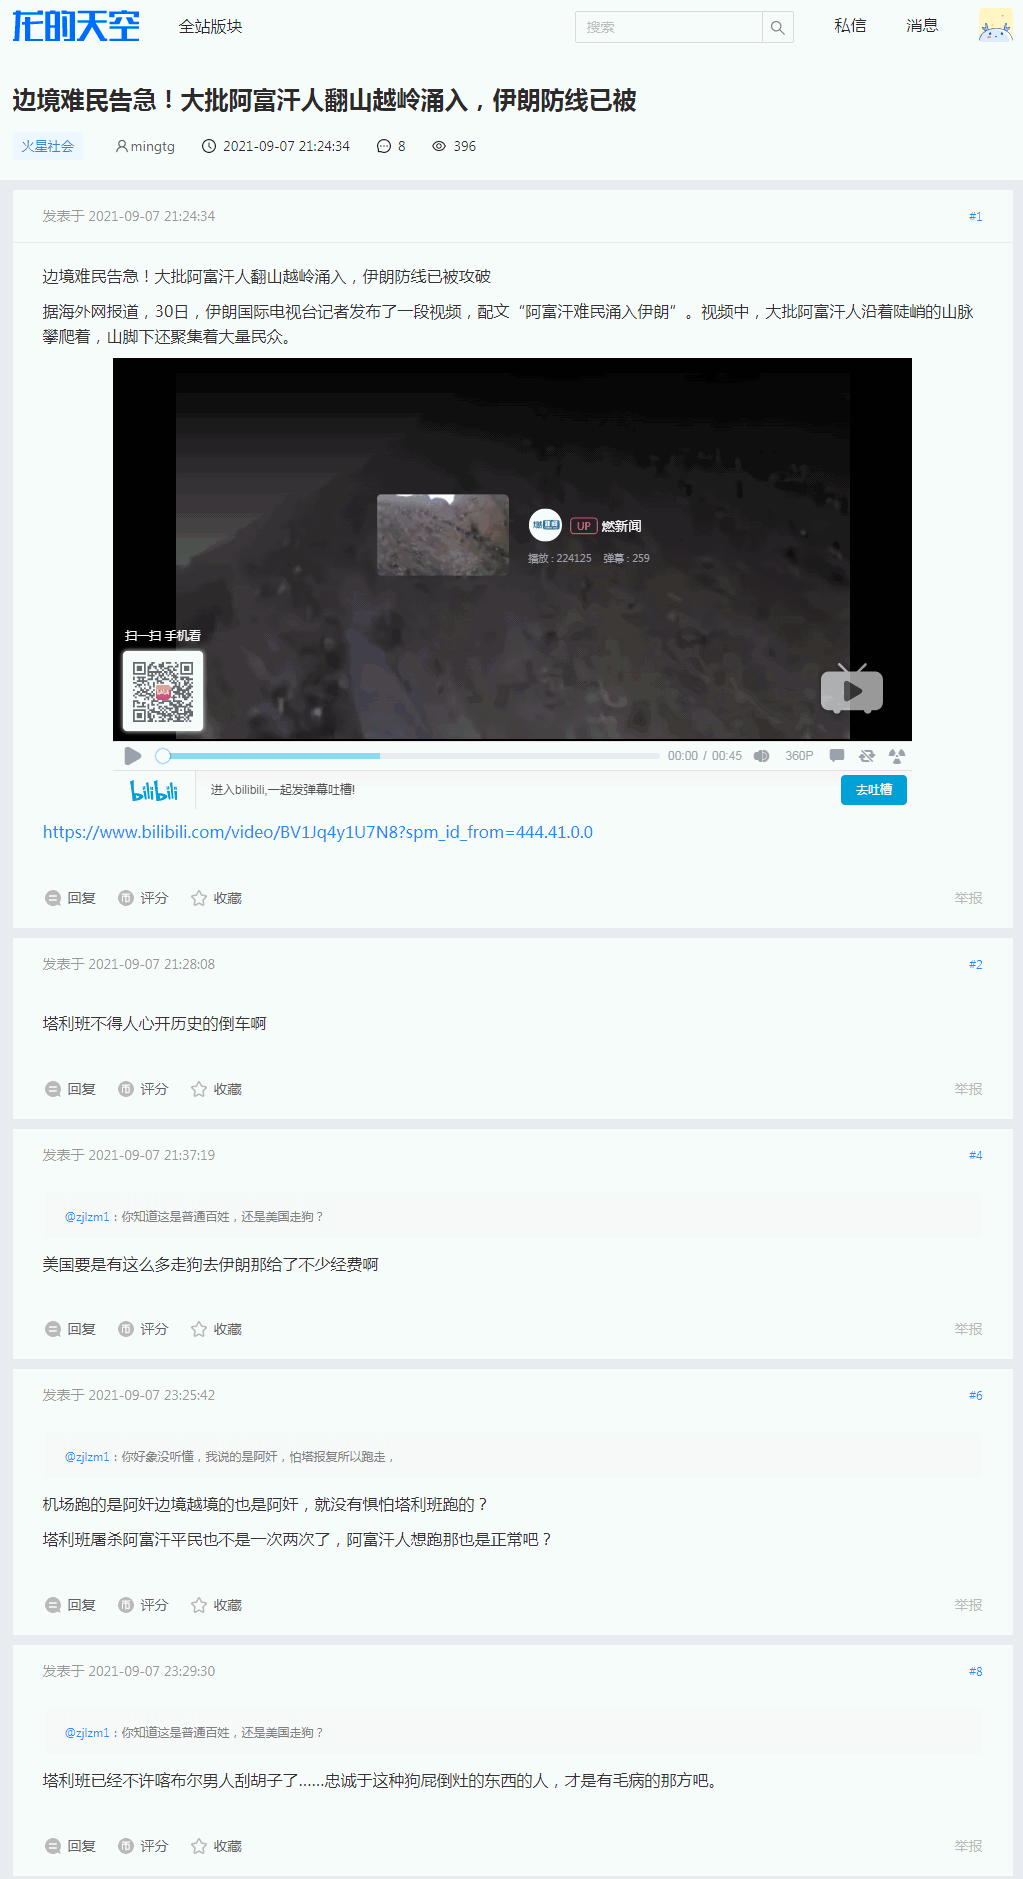 龙的天空
全站版块
搜索
私信
消息
边境难民告急！大批阿富汗人翻山越岭涌入，伊朗防线已被
火星社会
mingtg
2021-09-07 21:24:34
8
396
发表于 2021-09-07 21:24:34
#1
边境难民告急！大批阿富汗人翻山越岭涌入，伊朗防线已被攻破
据海外网报道，30日，伊朗国际电视台记者发布了一段视频，配文“阿富汗难民涌入伊朗”。视频中，大批阿富汗人沿着陡峭的山脉
攀爬着，山脚下还聚集着大量民众。
UP 燃新闻
播放 : 224125 弹幕 : 259
扫一扫 手机看
00:00 / 00:45
360P
bilibili
进入bilibili,一起发弹幕吐槽!
去吐槽
https://www.bilibili.com/video/BV1Jq4y1U7N8?spm_id_from=444.41.0.0
回复 评分 收藏
举报
发表于 2021-09-07 21:28:08
#2
塔利班不得人心开历史的倒车啊
回复 评分 收藏
举报
发表于 2021-09-07 21:37:19
#4
@zjlzm1：你知道这是普通百姓，还是美国走狗？
美国要是有这么多走狗去伊朗那给了不少经费啊
回复 评分 收藏
举报
发表于 2021-09-07 23:25:42
#6
@zjlzm1：你好象没听懂，我说的是阿奸，怕塔报复所以跑走，
机场跑的是阿奸边境越境的也是阿奸，就没有惧怕塔利班跑的？
塔利班屠杀阿富汗平民也不是一次两次了，阿富汗人想跑那也是正常吧？
回复 评分 收藏
举报
发表于 2021-09-07 23:29:30
#8
@zjlzm1：你知道这是普通百姓，还是美国走狗？
塔利班已经不许喀布尔男人刮胡子了......忠诚于这种狗屁倒灶的东西的人，才是有毛病的那方吧。
回复 评分 收藏
举报